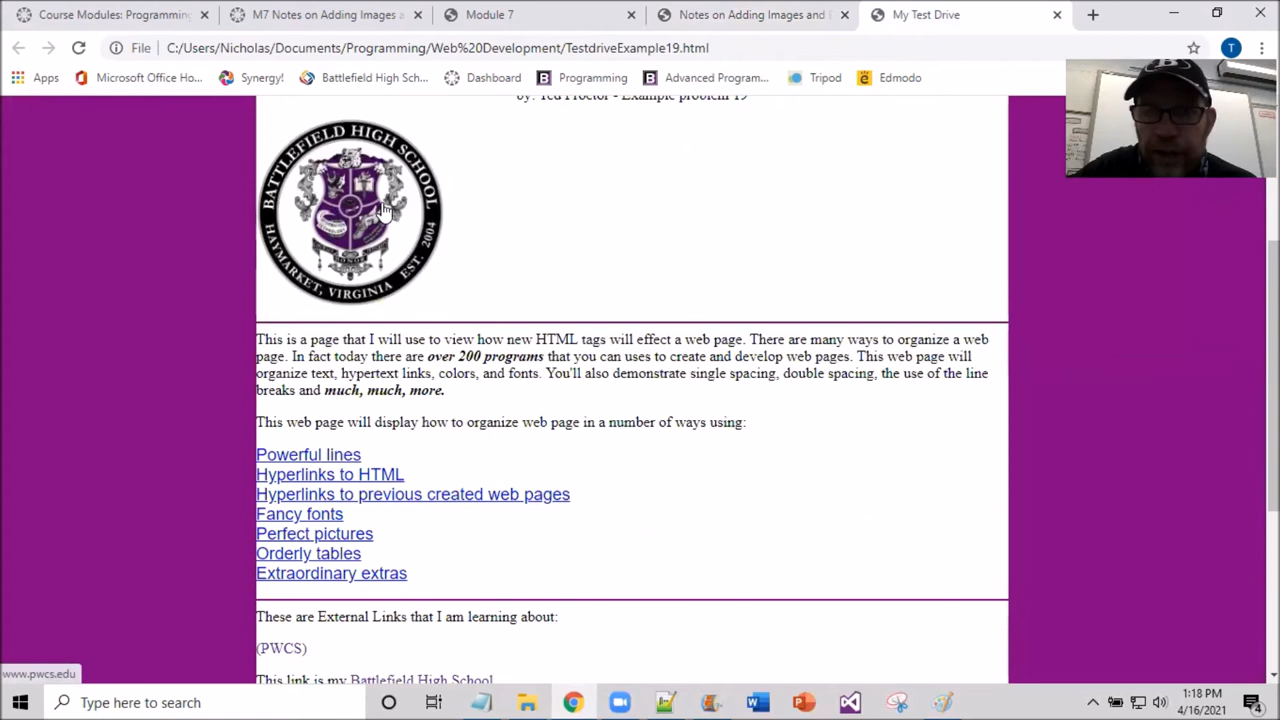 Course Modules: Programming
M7 Notes on Adding Images a
Module 7
Notes on Adding Images and E
My Test Drive
File
C:/Users/Nicholas/Documents/Programming/Web%20Development/TestdriveExample19.html
T
Apps
Microsoft Office Ho...
Synergy!
Battlefield High Sch...
Dashboard
Programming
Advanced Program...
Tripod
Edmodo
by: Ted Proctor - Example problem 19
BATTLEFIELD HIGH SCHOOL
HAYMARKET, VIRGINIA EST. 2004
HONOR
This is a page that I will use to view how new HTML tags will effect a web page. There are many ways to organize a web
page. In fact today there are over 200 programs that you can uses to create and develop web pages. This web page will
organize text, hypertext links, colors, and fonts. You'll also demonstrate single spacing, double spacing, the use of the line
breaks and much, much, more.
This web page will display how to organize web page in a number of ways using:
Powerful lines
Hyperlinks to HTML
Hyperlinks to previous created web pages
Fancy fonts
Perfect pictures
Orderly tables
Extraordinary extras
These are External Links that I am learning about:
(PWCS)
This link is my Battlefield High School
www.pwcs.edu
Type here to search
1:18 PM
4/16/2021
4